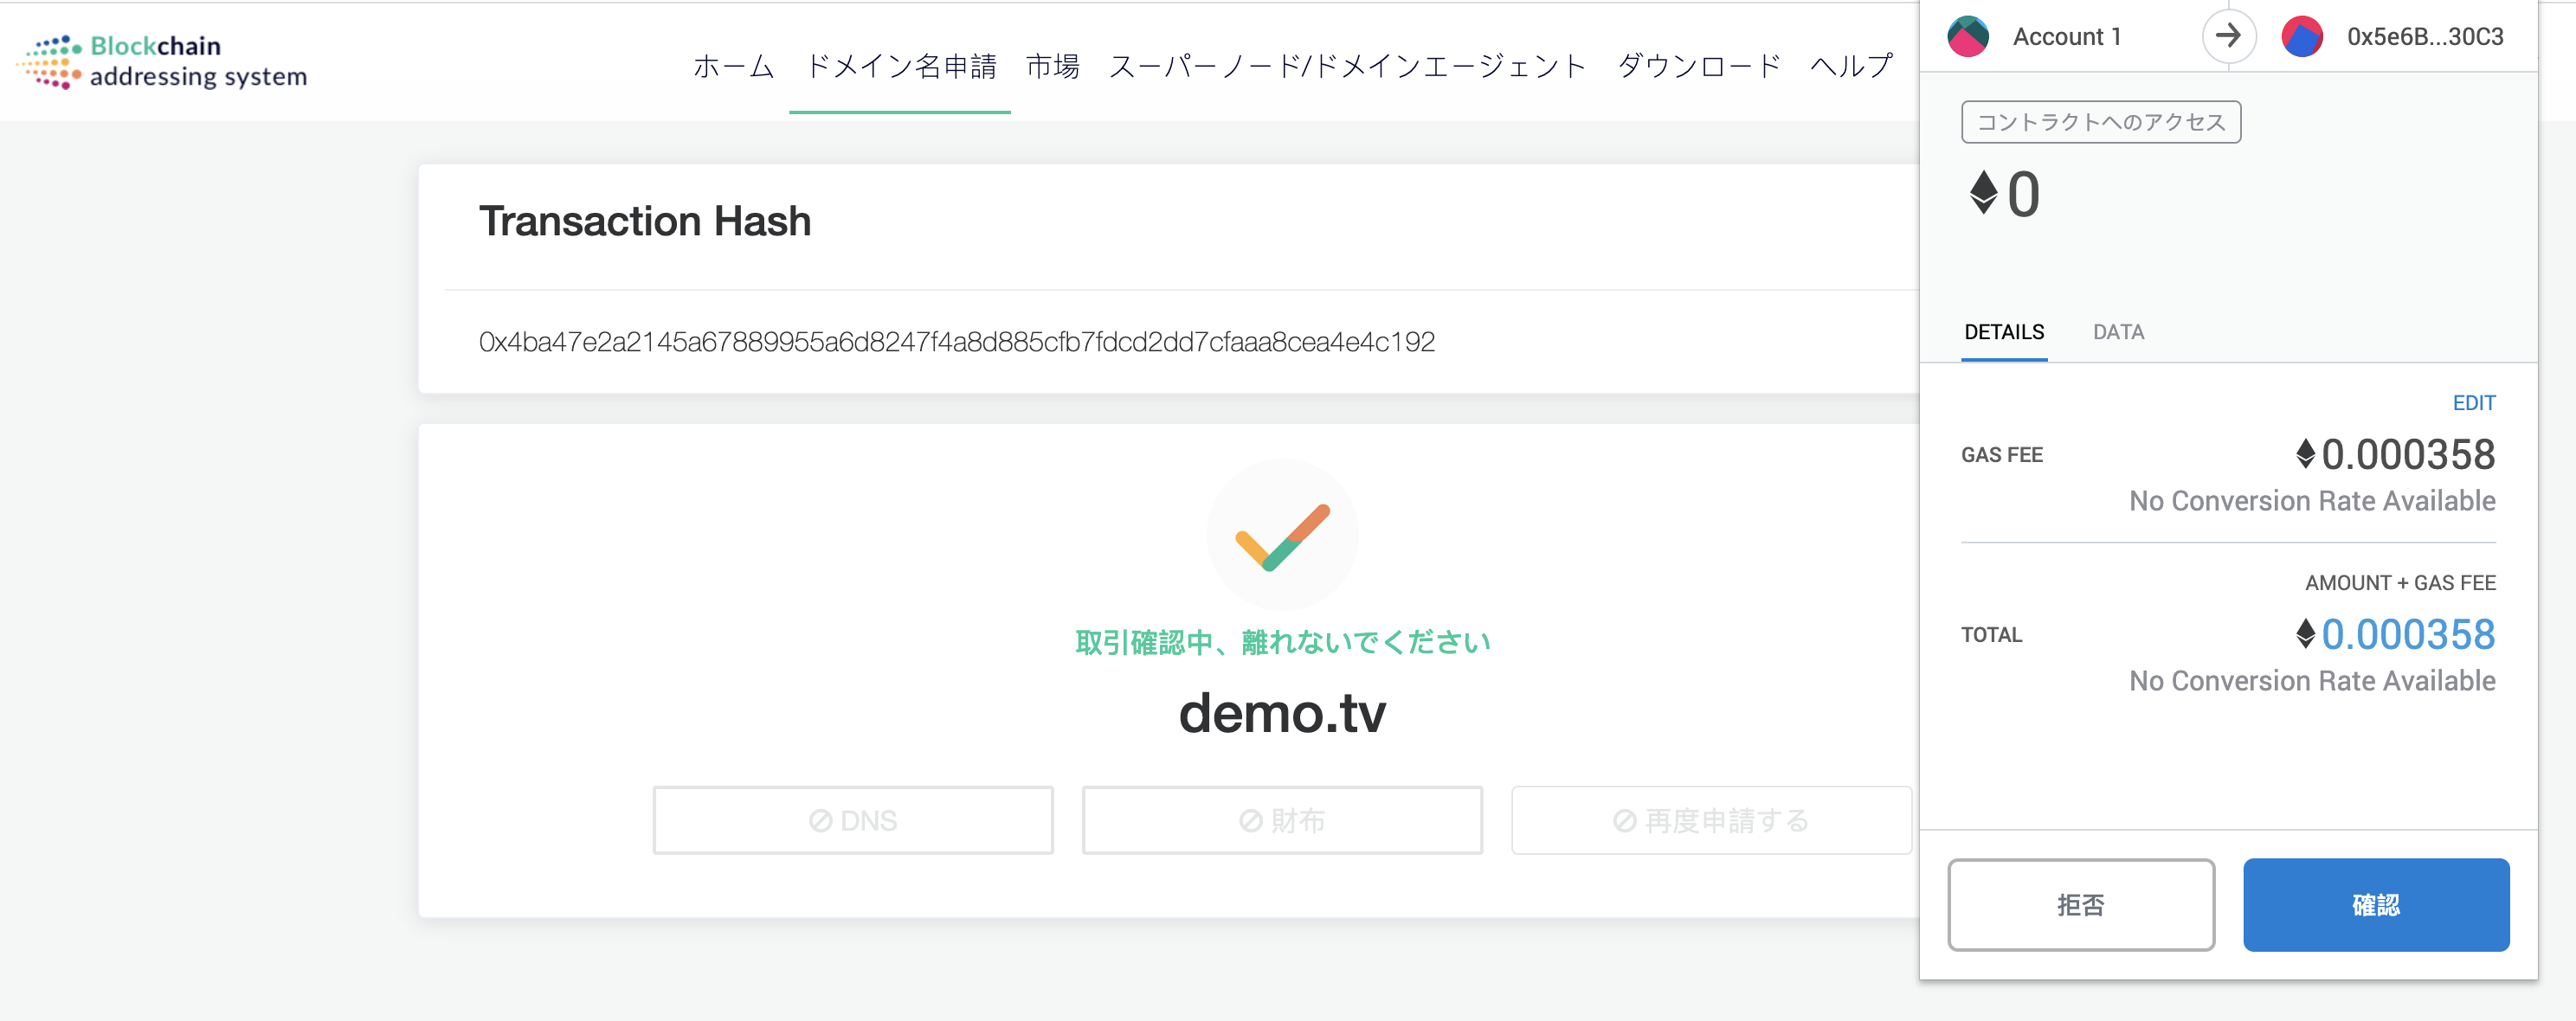 Blockchain
addressing system
ホーム ドメイン名申請 市場 スーパーノード/ドメインエージェント ダウンロード ヘルプ
Transaction Hash
0x4ba47e2a2145a67889955a6d8247f4a8d885cfb7fdcd2dd7cfaaa8cea4e4c192
取引確認中、離れないでください
demo.tv
DNS
財布
再度申請する
Account 1
0x5e6B...30C3
コントラクトへのアクセス
0
DETAILS DATA
EDIT
GAS FEE 0.000358
No Conversion Rate Available
AMOUNT + GAS FEE
TOTAL 0.000358
No Conversion Rate Available
拒否 確認